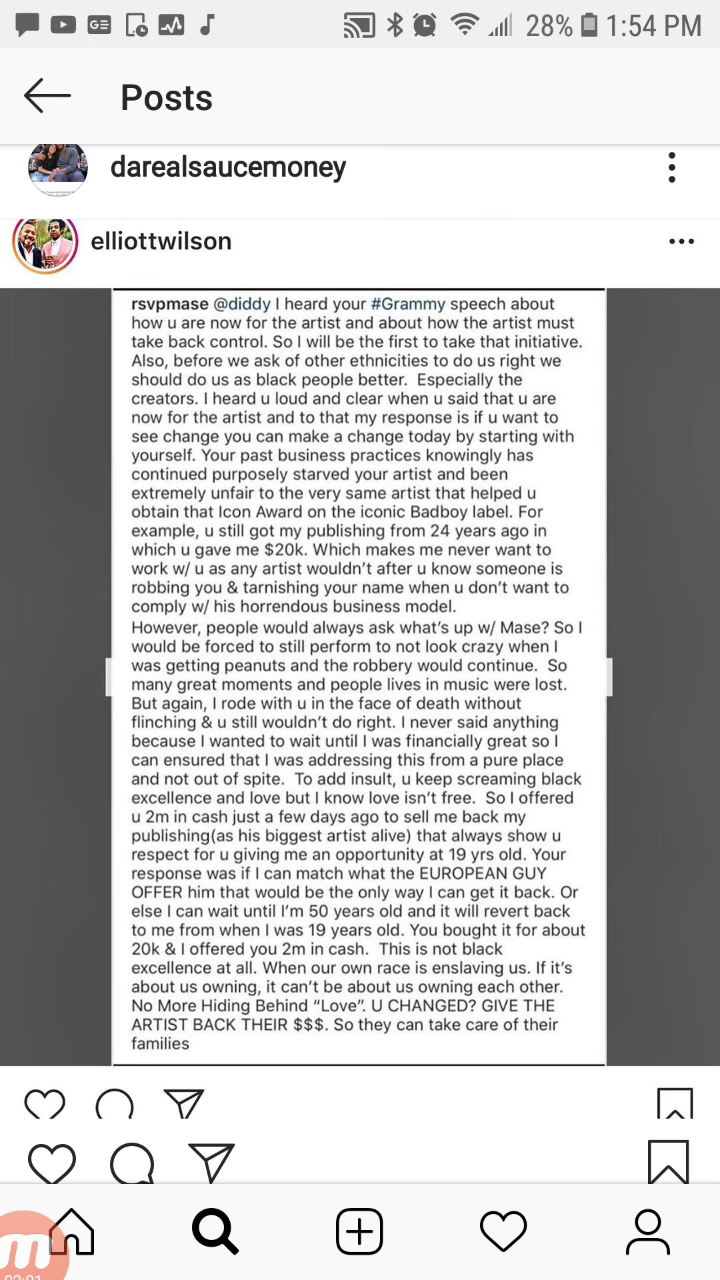 GE
28% 1:54 PM
Posts
darealsaucemoney
elliottwilson
rsvpmase @diddy I heard your #Grammy speech about
how u are now for the artist and about how the artist must
take back control. So I will be the first to take that initiative.
Also, before we ask of other ethnicities to do us right we
should do us as black people better.  Especially the
creators. I heard u loud and clear when u said that u are
now for the artist and to that my response is if u want to
see change you can make a change today by starting with
yourself. Your past business practices knowingly has
continued purposely starved your artist and been
extremely unfair to the very same artist that helped u
obtain that Icon Award on the iconic Badboy label. For
example, u still got my publishing from 24 years ago in
which u gave me $20k. Which makes me never want to
work w/ u as any artist wouldn't after u know someone is
robbing you & tarnishing your name when u don't want to
comply w/ his horrendous business model.
However, people would always ask what's up w/ Mase? So I
would be forced to still perform to not look crazy when I
was getting peanuts and the robbery would continue.  So
many great moments and people lives in music were lost.
But again, I rode with u in the face of death without
flinching & u still wouldn't do right. I never said anything
because I wanted to wait until I was financially great so I
can ensured that I was addressing this from a pure place
and not out of spite.  To add insult, u keep screaming black
excellence and love but I know love isn't free.  So I offered
u 2m in cash just a few days ago to sell me back my
publishing(as his biggest artist alive) that always show u
respect for u giving me an opportunity at 19 yrs old. Your
response was if I can match what the EUROPEAN GUY
OFFER him that would be the only way I can get it back. Or
else I can wait until I'm 50 years old and it will revert back
to me from when I was 19 years old. You bought it for about
20k & I offered you 2m in cash.  This is not black
excellence at all. When our own race is enslaving us. If it's
about us owning, it can't be about us owning each other.
No More Hiding Behind "Love". U CHANGED? GIVE THE
ARTIST BACK THEIR $$$. So they can take care of their
families
m